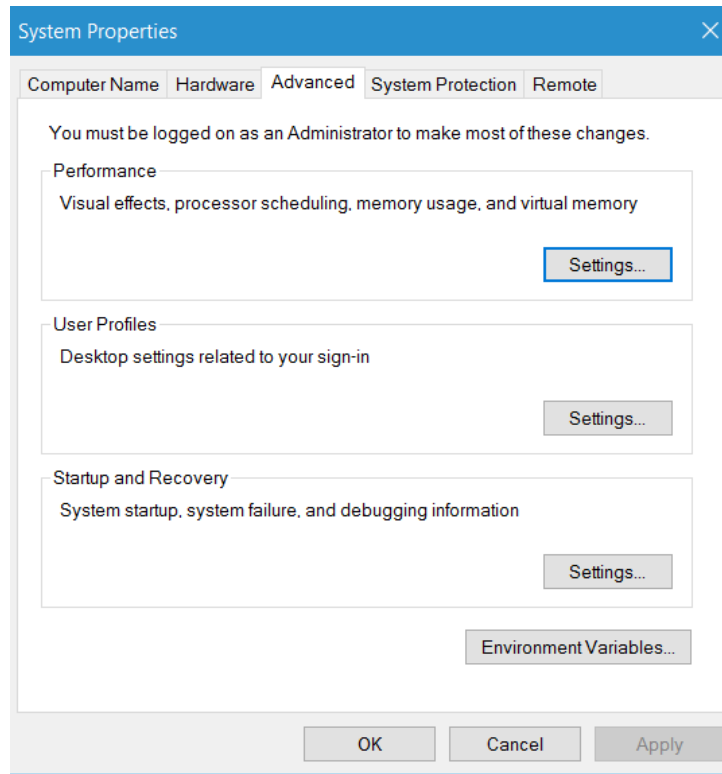 System Properties
Computer Name Hardware Advanced System Protection Remote
You must be logged on as an Administrator to make most of these changes.
Performance
Visual effects, processor scheduling, memory usage, and virtual memory
Settings...
User Profiles
Desktop settings related to your sign-in
Settings...
Startup and Recovery
System startup, system failure, and debugging information
Settings...
Environment Variables...
OK Cancel Apply